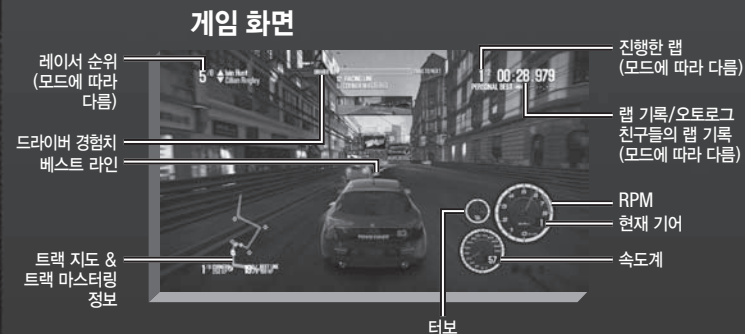 게임 화면
레이서 순위
(모드에 따라
다름)
드라이버 경험치
베스트 라인
트랙 지도 &
트랙 마스터링
정보
진행한 랩
(모드에 따라 다름)
랩 기록/오토로그
친구들의 랩 기록
(모드에 따라 다름)
RPM
현재 기어
속도계
터보
5
00:28.979
PERSONAL BEST
RACING LINE
57